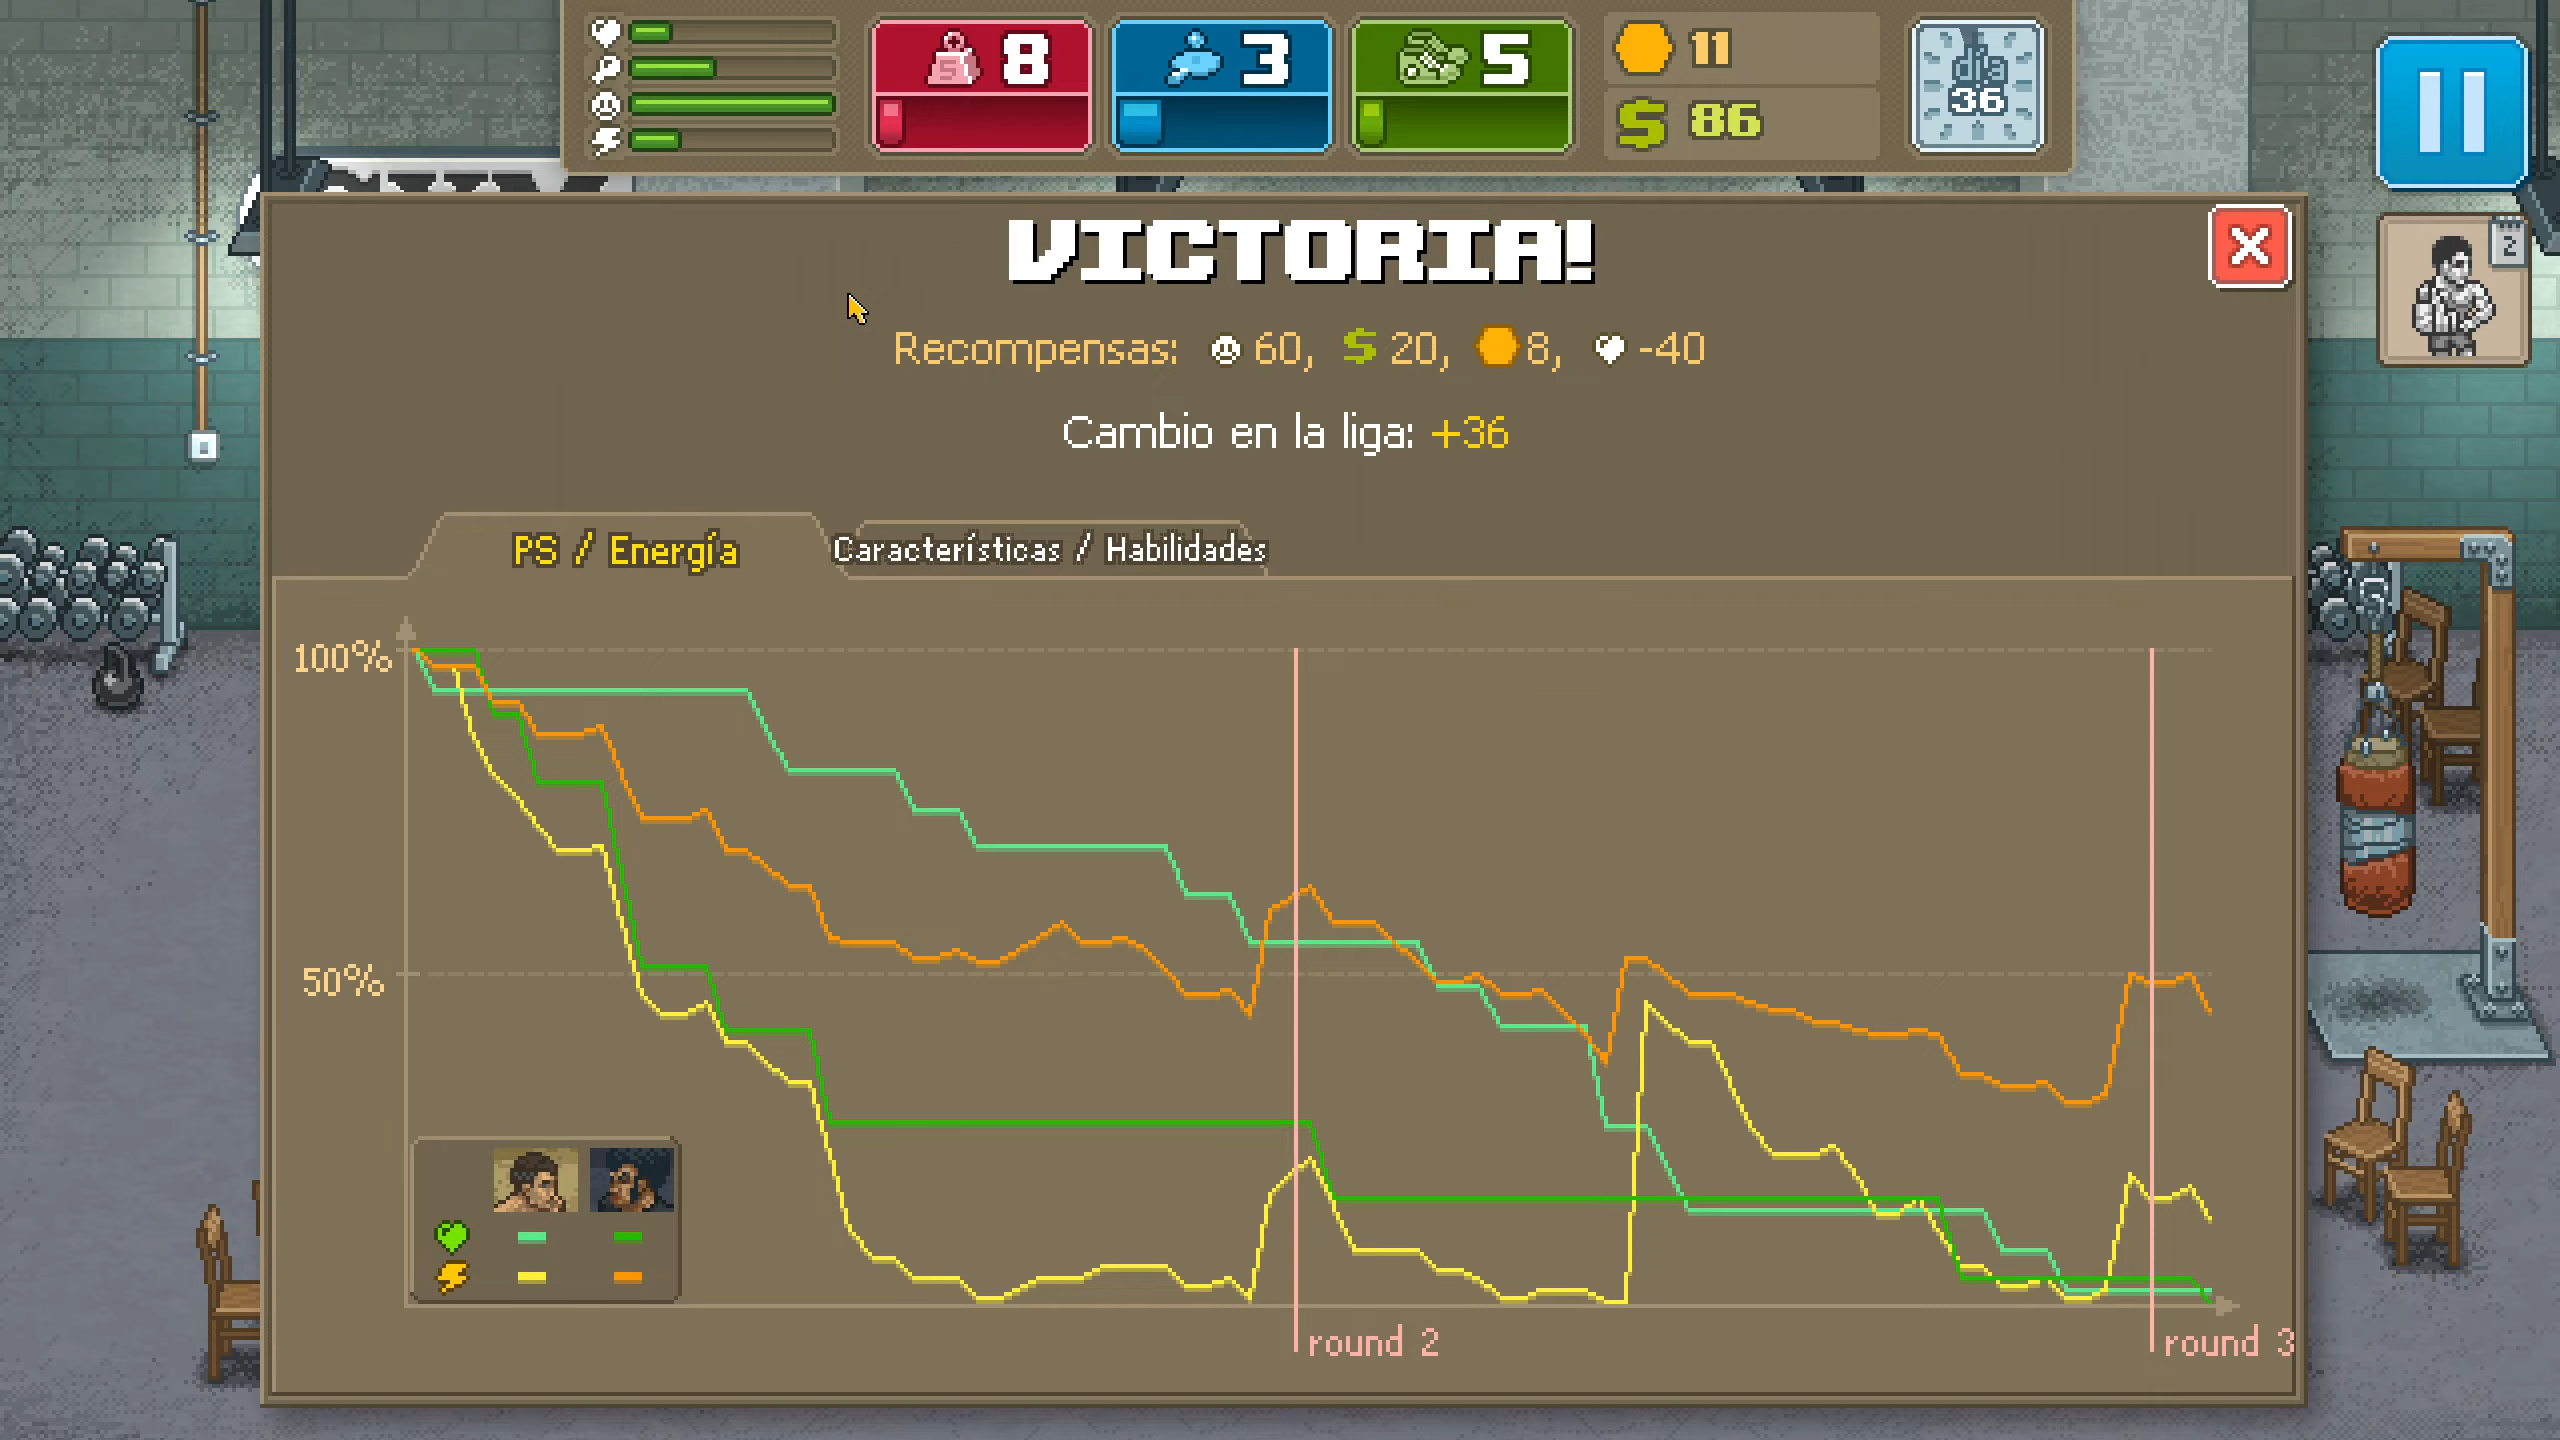 8
3
5
11
86
día
36
2
VICTORIA!
Recompensas: 60, $ 20, 8, -40
Cambio en la liga: +36
PS / Energía
Características / Habilidades
100%
50%
round 2
round 3